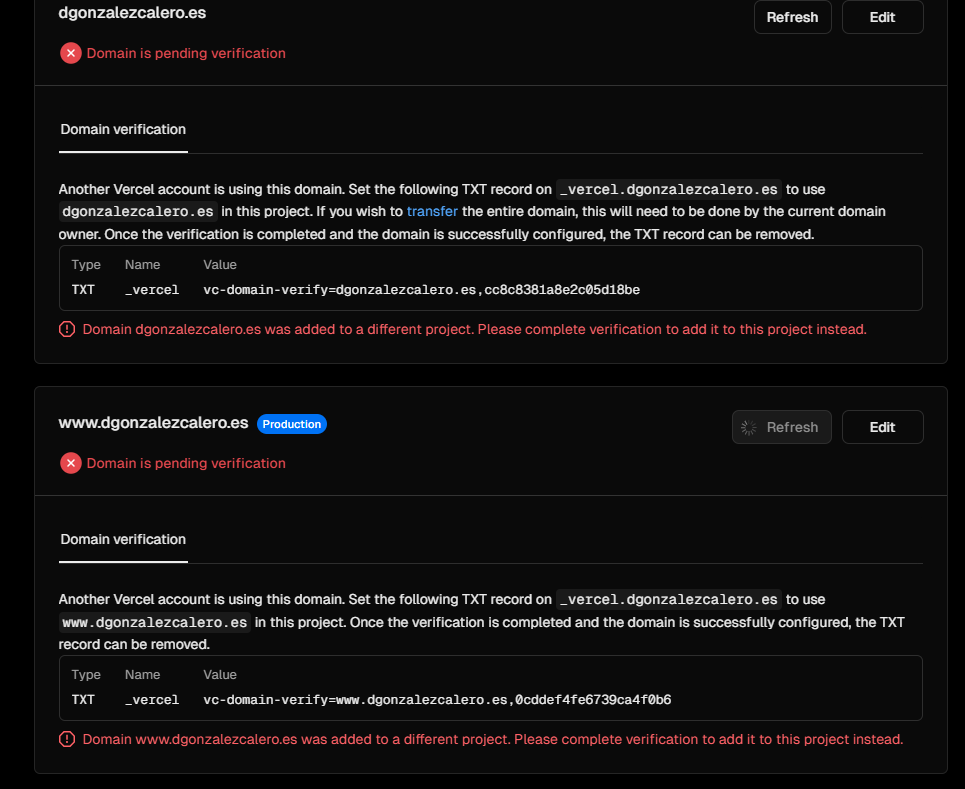 dgonzalezcalero.es
Refresh
Edit
Domain is pending verification
Domain verification
Another Vercel account is using this domain. Set the following TXT record on _vercel.dgonzalezcalero.es to use
dgonzalezcalero.es in this project. If you wish to transfer the entire domain, this will need to be done by the current domain
owner. Once the verification is completed and the domain is successfully configured, the TXT record can be removed.
Type Name Value
TXT _vercel vc-domain-verify=dgonzalezcalero.es,cc8c8381a8e2c05d18be
Domain dgonzalezcalero.es was added to a different project. Please complete verification to add it to this project instead.
www.dgonzalezcalero.es Production
Refresh
Edit
Domain is pending verification
Domain verification
Another Vercel account is using this domain. Set the following TXT record on _vercel.dgonzalezcalero.es to use
www.dgonzalezcalero.es in this project. Once the verification is completed and the domain is successfully configured, the TXT
record can be removed.
Type Name Value
TXT _vercel vc-domain-verify=www.dgonzalezcalero.es,0cddef4fe6739ca4f0b6
Domain www.dgonzalezcalero.es was added to a different project. Please complete verification to add it to this project instead.